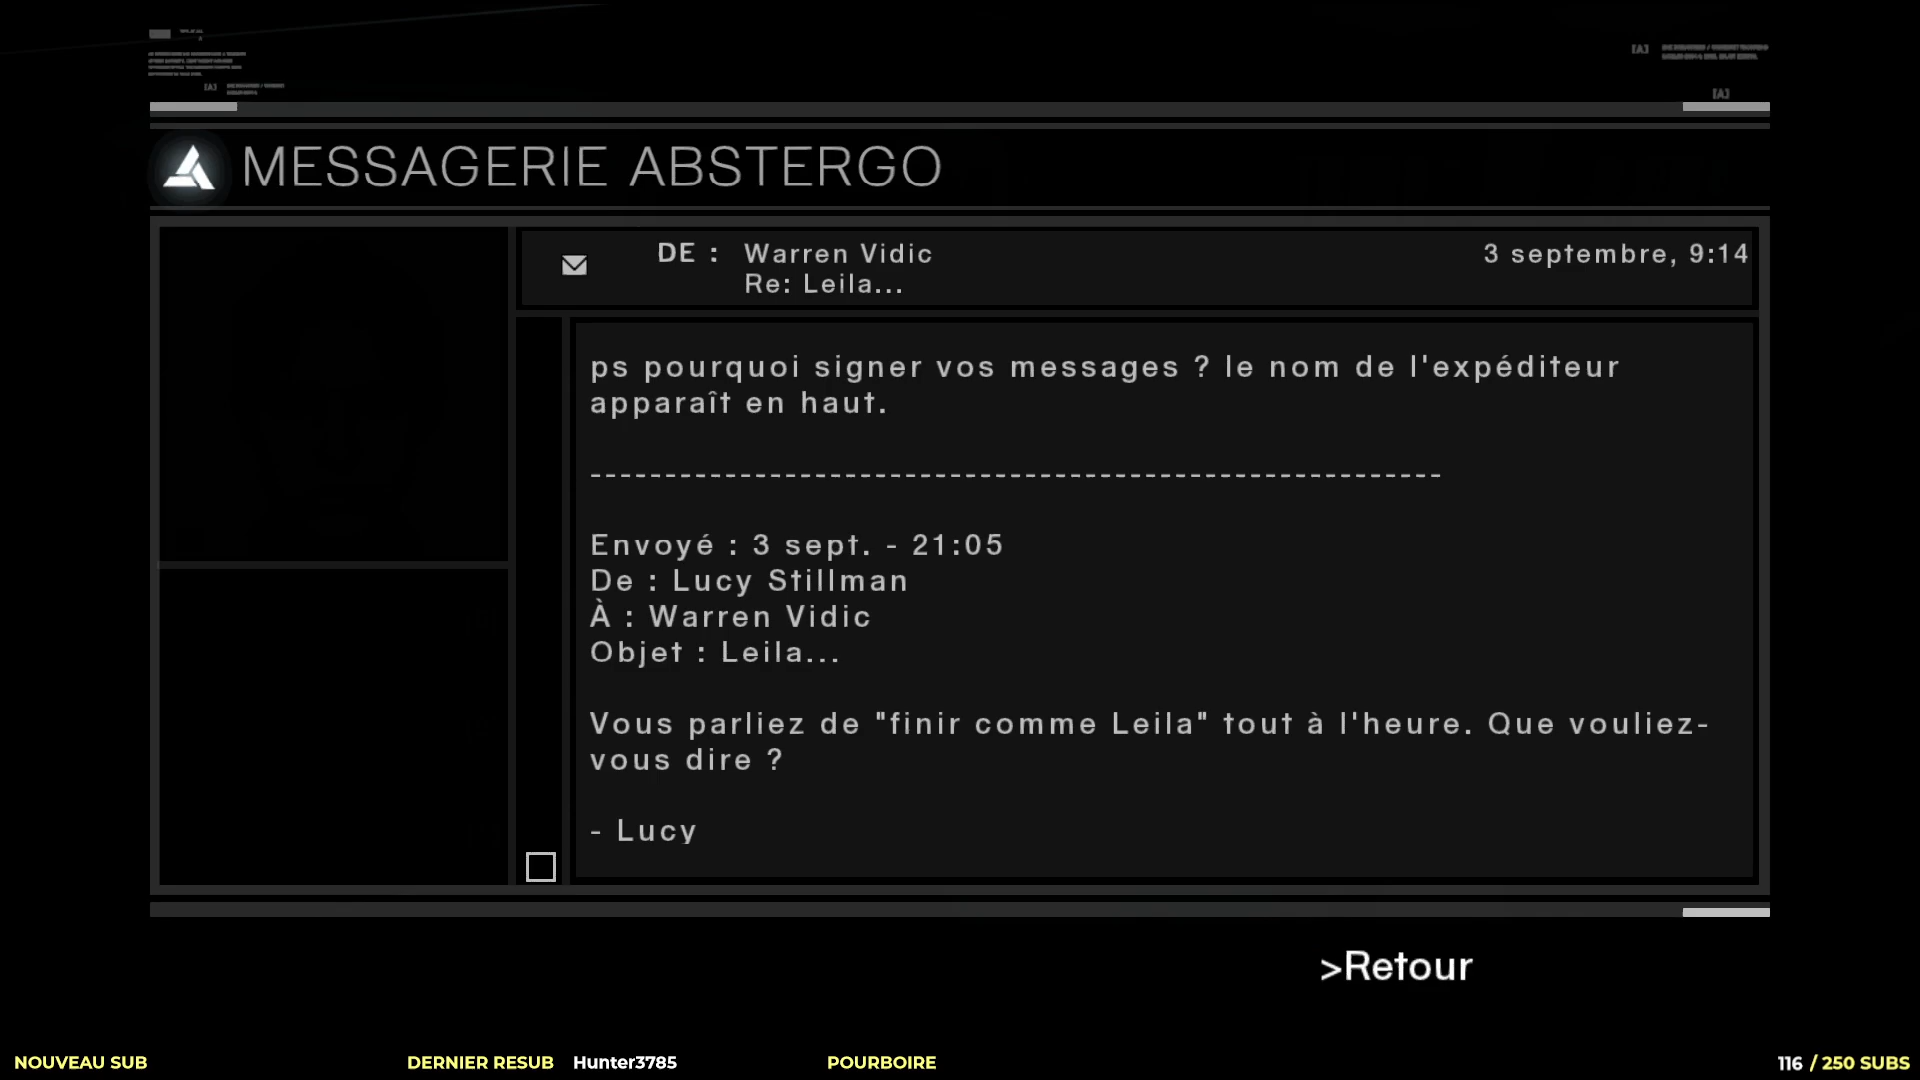 MESSAGERIE ABSTERGO
DE : Warren Vidic 3 septembre, 9:14
Re: Leila...
ps pourquoi signer vos messages ? le nom de l'expéditeur
apparaît en haut.
---------------------------------------------------------
Envoyé : 3 sept. - 21:05
De : Lucy Stillman
À : Warren Vidic
Objet : Leila...
Vous parliez de "finir comme Leila" tout à l'heure. Que vouliez-
vous dire ?
- Lucy
>Retour
NOUVEAU SUB DERNIER RESUB Hunter3785 POURBOIRE 116 / 250 SUBS